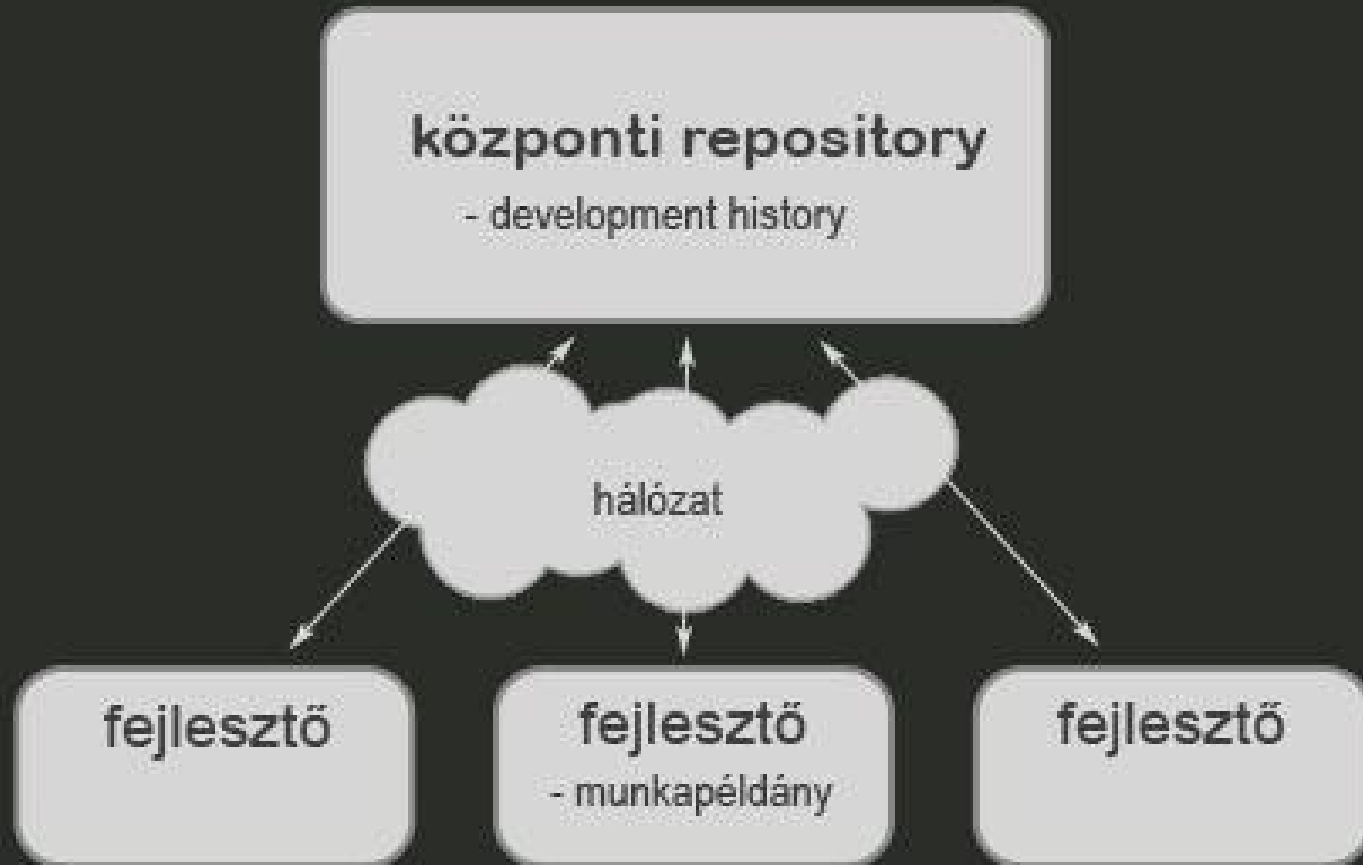 központi repository
- development history
hálózat
fejlesztő
fejlesztő
- munkapéldány
fejlesztő